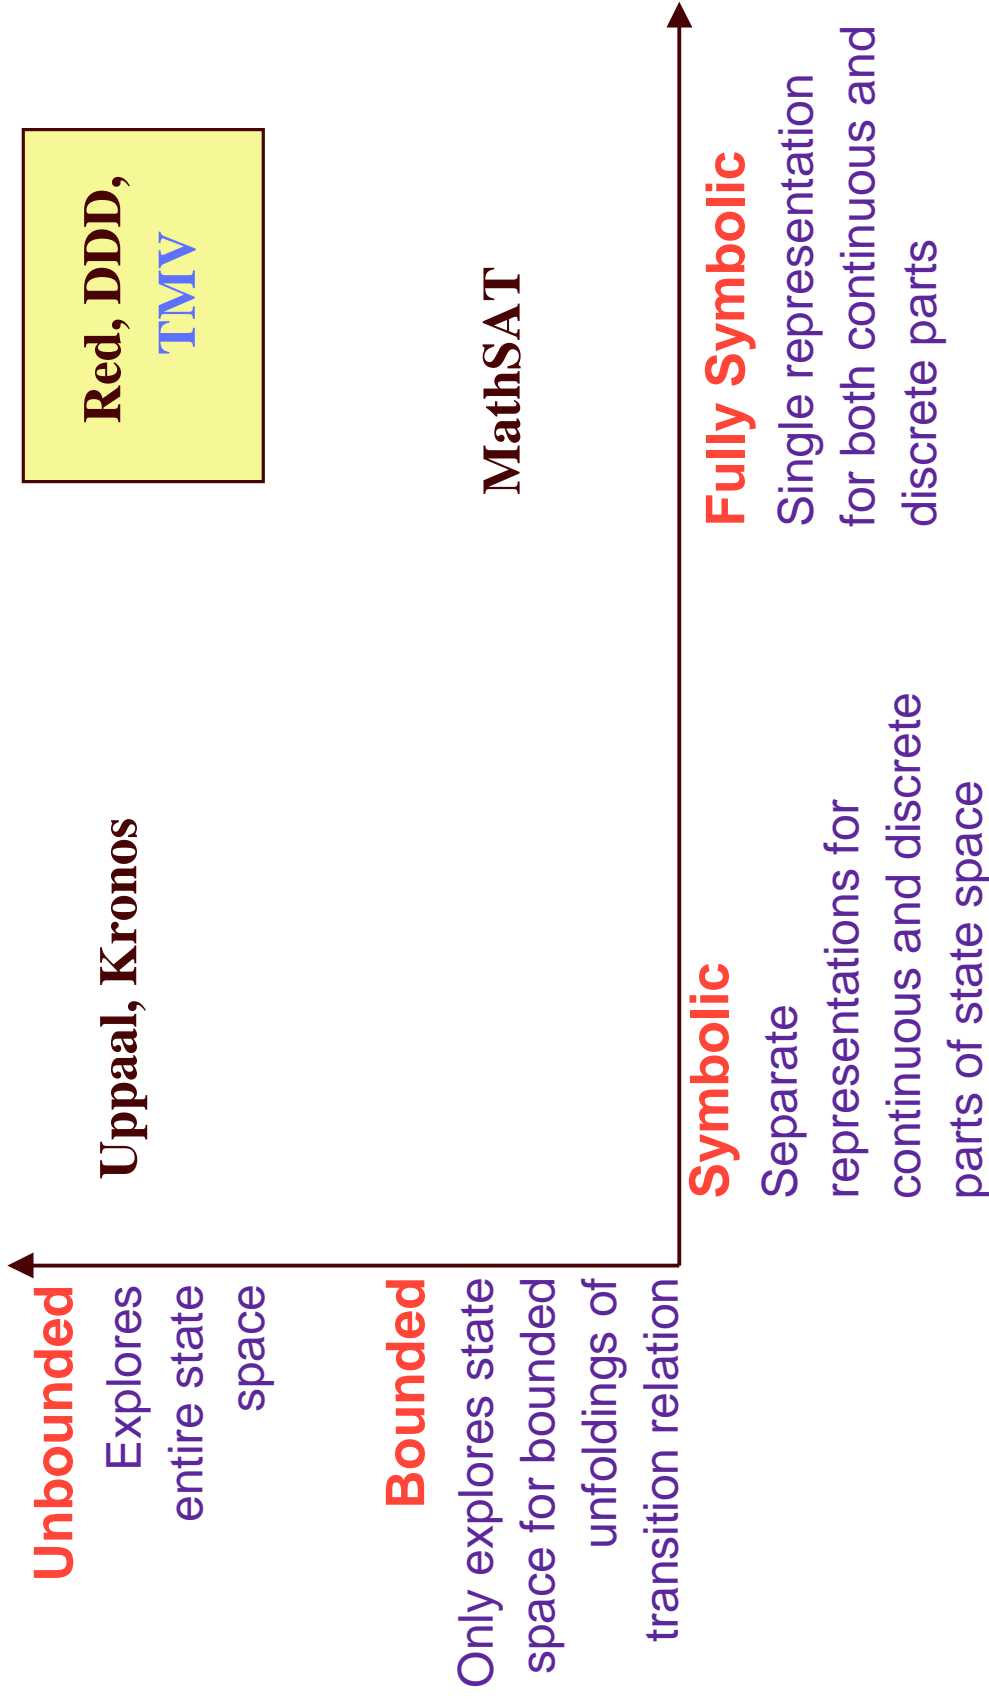 Unbounded
Explores
entire state
space
Uppaal, Kronos
Red, DDD,
TMV
Bounded
Only explores state
space for bounded
unfoldings of
transition relation
MathSAT
Symbolic
Separate
representations for
continuous and discrete
parts of state space
Fully Symbolic
Single representation
for both continuous and
discrete parts